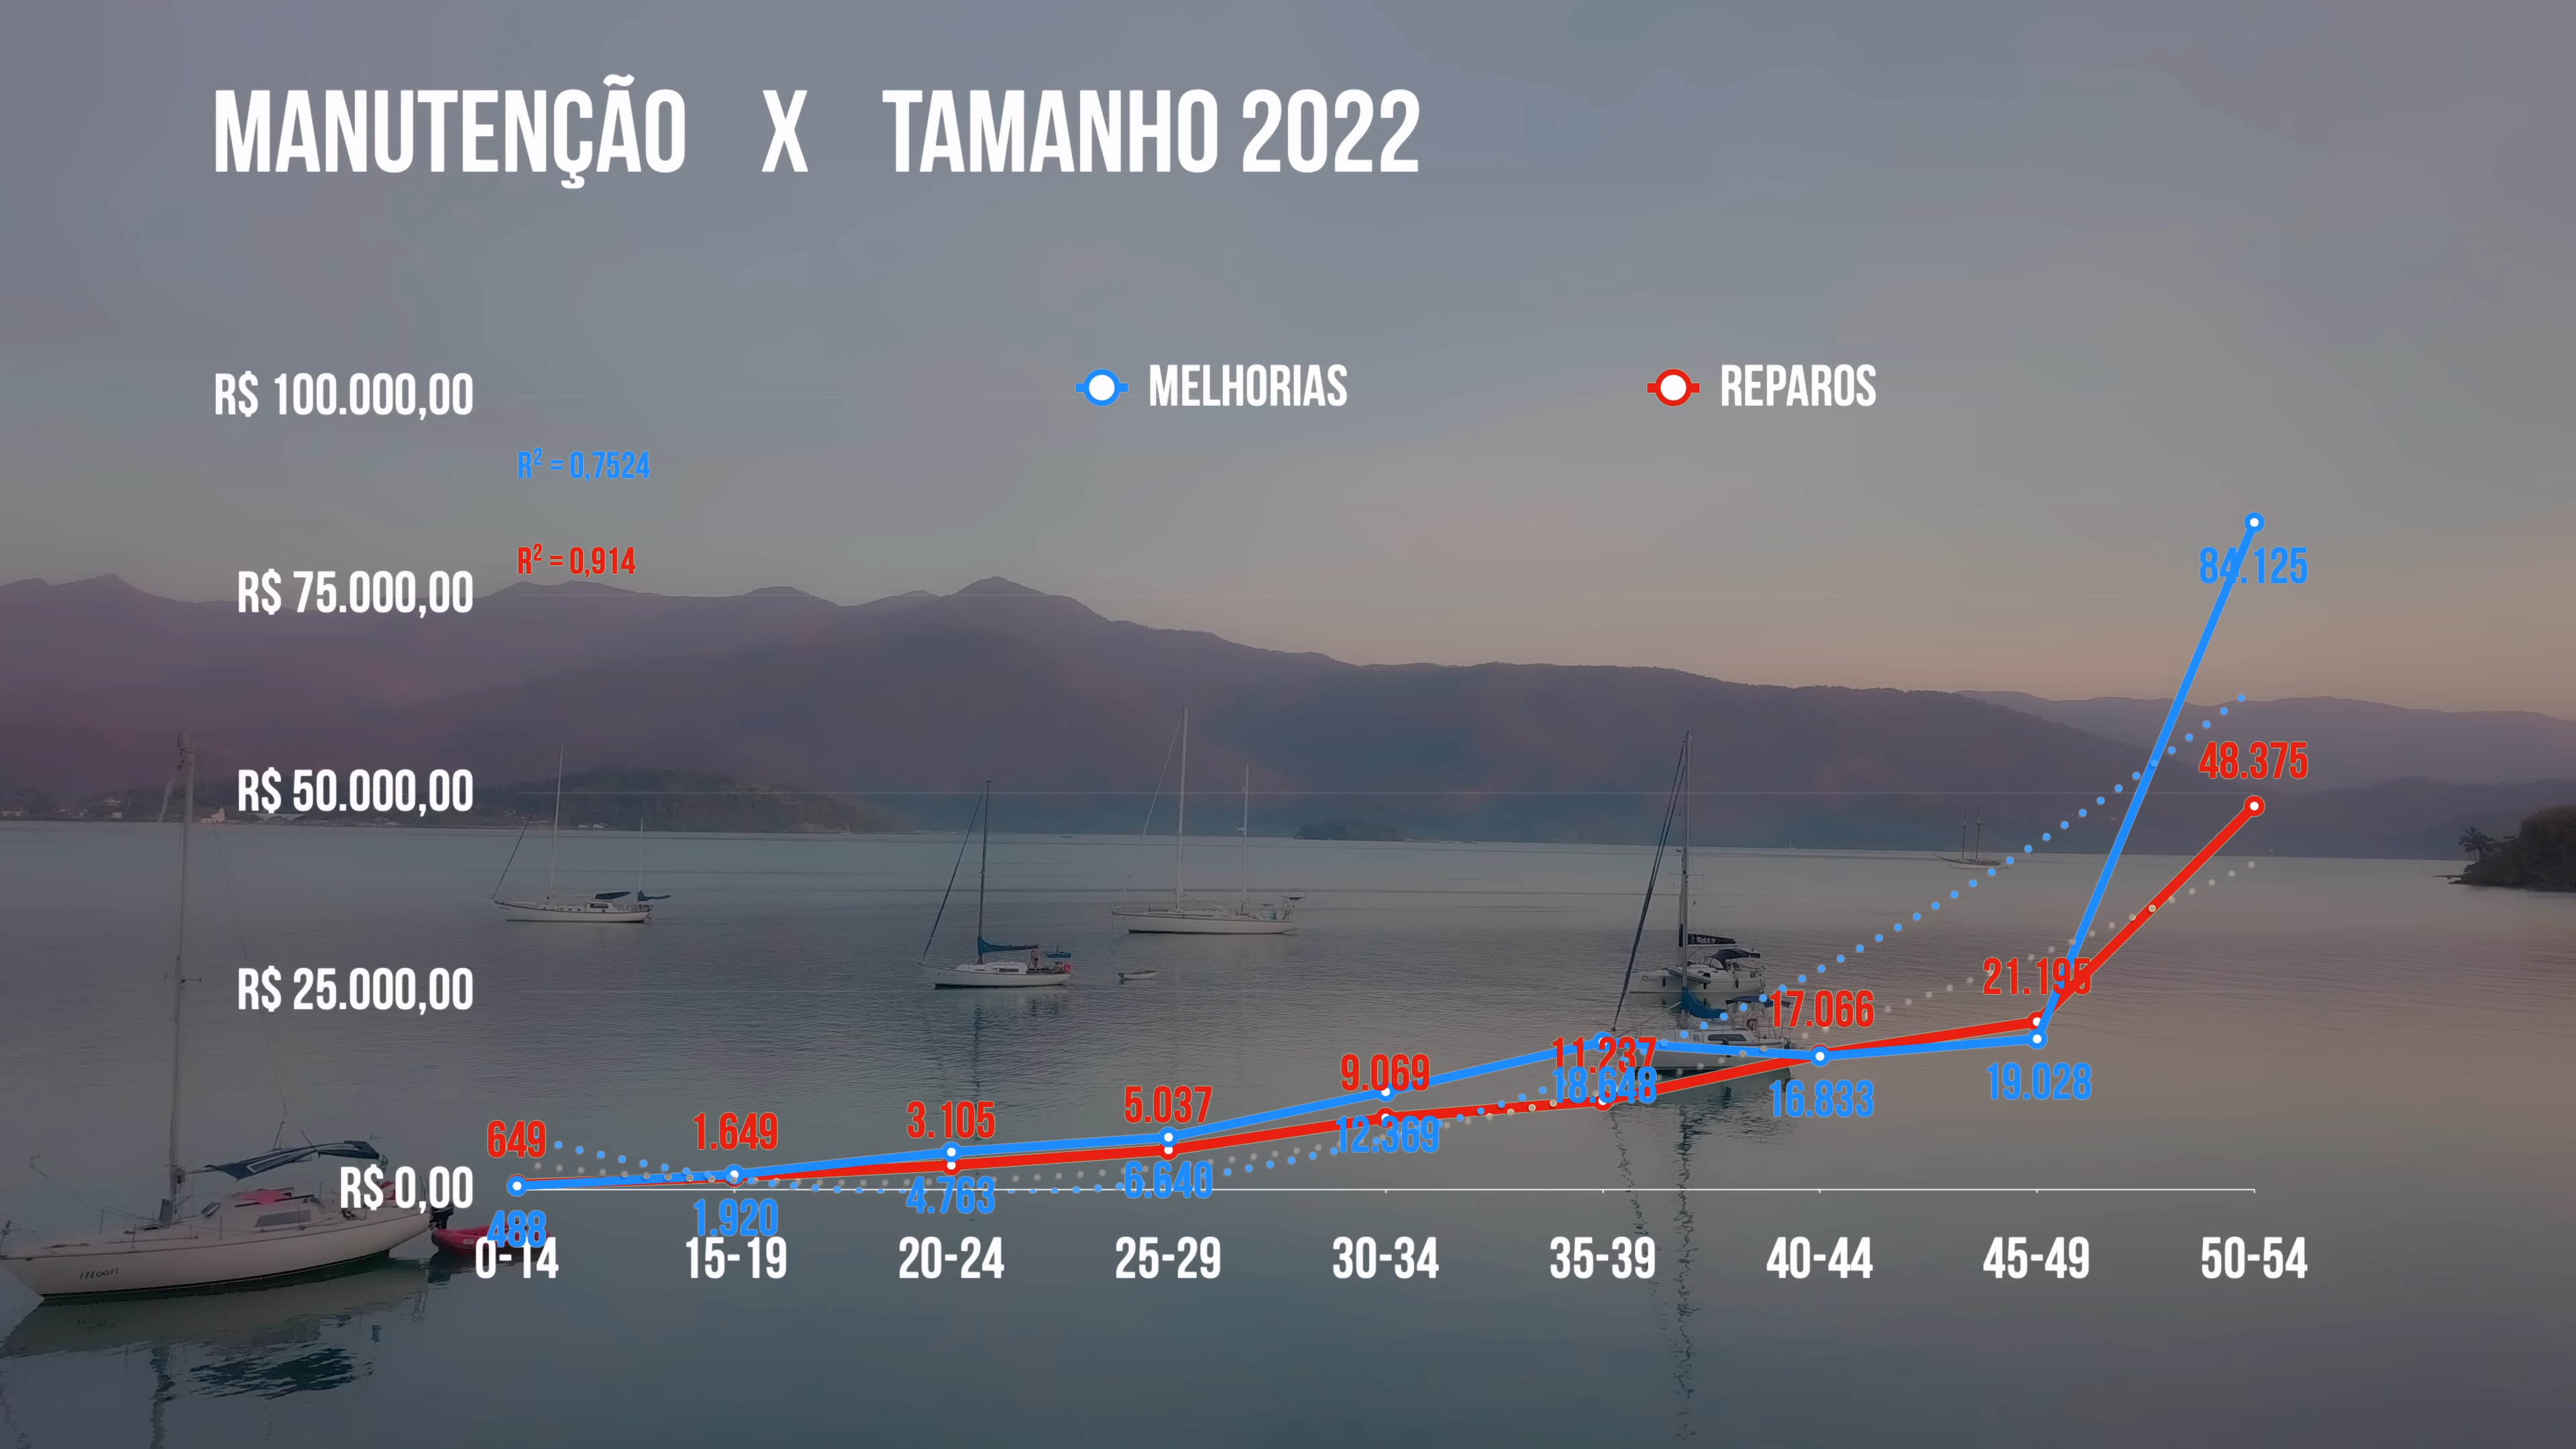 MANUTENÇÃO X TAMANHO 2022
MELHORIAS REPAROS
R$ 100.000,00
R² = 0,7524
R² = 0,914
R$ 75.000,00
R$ 50.000,00
R$ 25.000,00
R$ 0,00
84.125
48.375
21.195
17.066
11.237
9.069
5.037
3.105
1.649
649
488
1.920
4.763
6.640
12.369
18.648
16.833
19.028
0-14 15-19 20-24 25-29 30-34 35-39 40-44 45-49 50-54
Moon